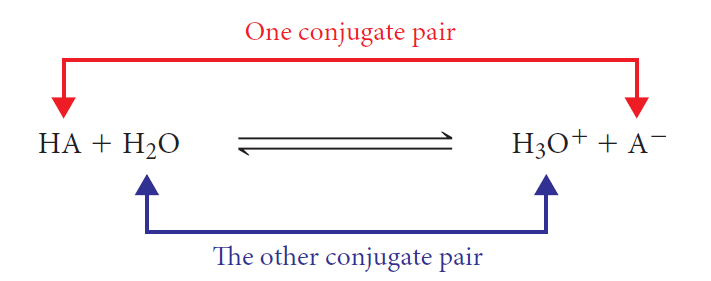 One conjugate pair
HA + H₂O ⇌ H₃O⁺ + A⁻
The other conjugate pair